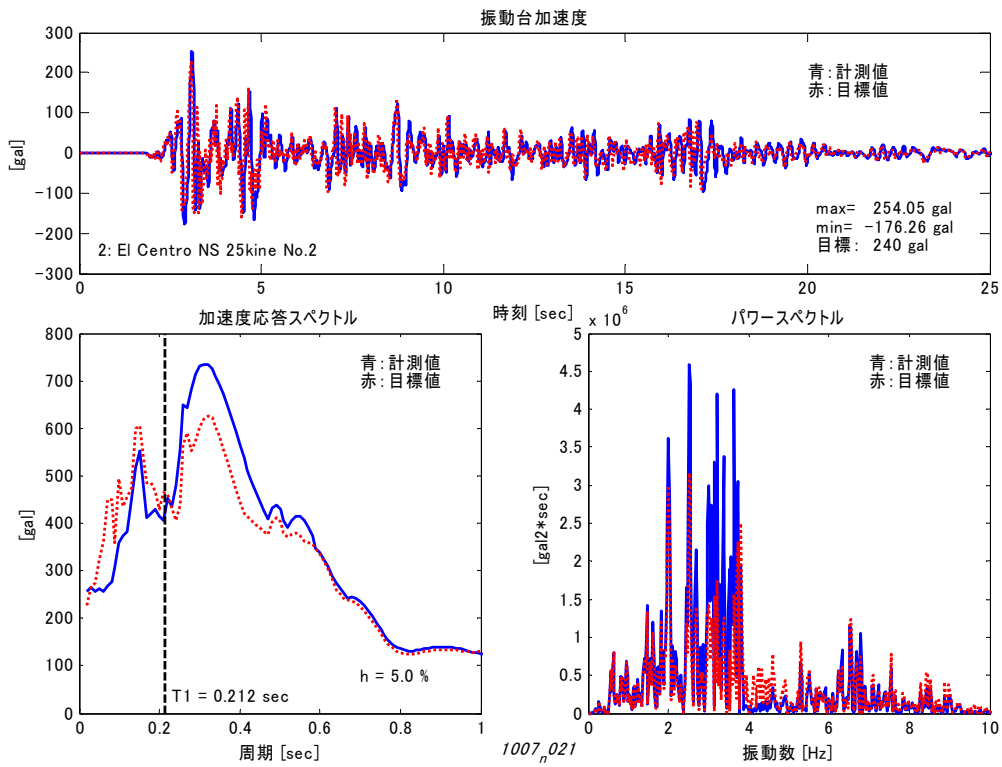 振動台加速度
300
200
100
0
−100
−200
−300
[gal]
青：計測値
赤：目標値
max= 254.05 gal
min= −176.26 gal
目標： 240 gal
2: El Centro NS 25kine No.2
0 5 10 15 20 25
時刻 [sec]
加速度応答スペクトル
800
700
600
500
400
300
200
100
0
[gal]
青：計測値
赤：目標値
h = 5.0 %
T1 = 0.212 sec
0 0.2 0.4 0.6 0.8 1
周期 [sec]
パワースペクトル
x 10^6
5
4.5
4
3.5
3
2.5
2
1.5
1
0.5
0
[gal2*sec]
青：計測値
赤：目標値
0 2 4 6 8 10
振動数 [Hz]
1007_n021